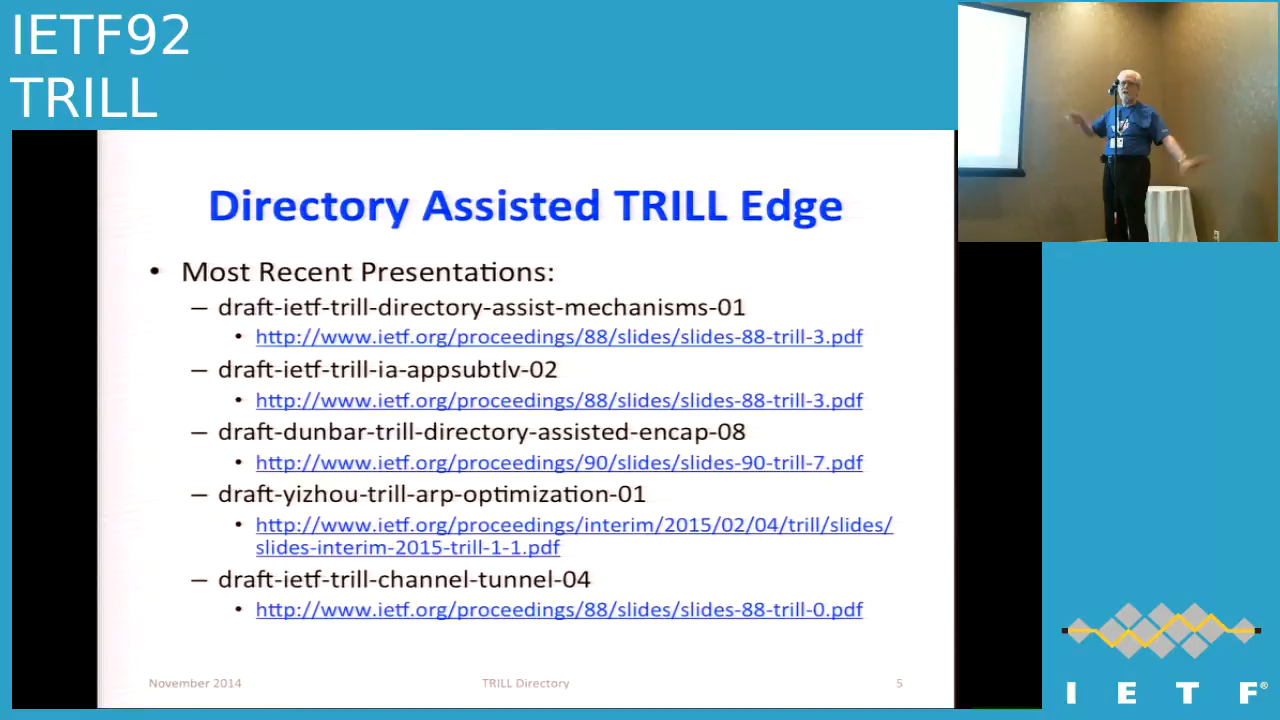 IETF92
TRILL
Directory Assisted TRILL Edge
• Most Recent Presentations:
– draft-ietf-trill-directory-assist-mechanisms-01
• http://www.ietf.org/proceedings/88/slides/slides-88-trill-3.pdf
– draft-ietf-trill-ia-appsubtlv-02
• http://www.ietf.org/proceedings/88/slides/slides-88-trill-3.pdf
– draft-dunbar-trill-directory-assisted-encap-08
• http://www.ietf.org/proceedings/90/slides/slides-90-trill-7.pdf
– draft-yizhou-trill-arp-optimization-01
• http://www.ietf.org/proceedings/interim/2015/02/04/trill/slides/
slides-interim-2015-trill-1-1.pdf
– draft-ietf-trill-channel-tunnel-04
• http://www.ietf.org/proceedings/88/slides/slides-88-trill-0.pdf
November 2014 TRILL Directory 5
I E T F®